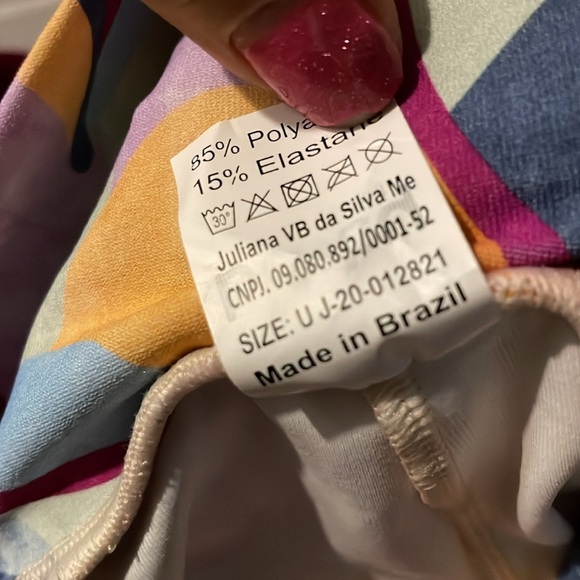 85% Polya
15% Elastane
30°
Juliana VB da Silva Me
CNPJ. 09.080.892/0001-52
SIZE: U J-20-012821
Made in Brazil